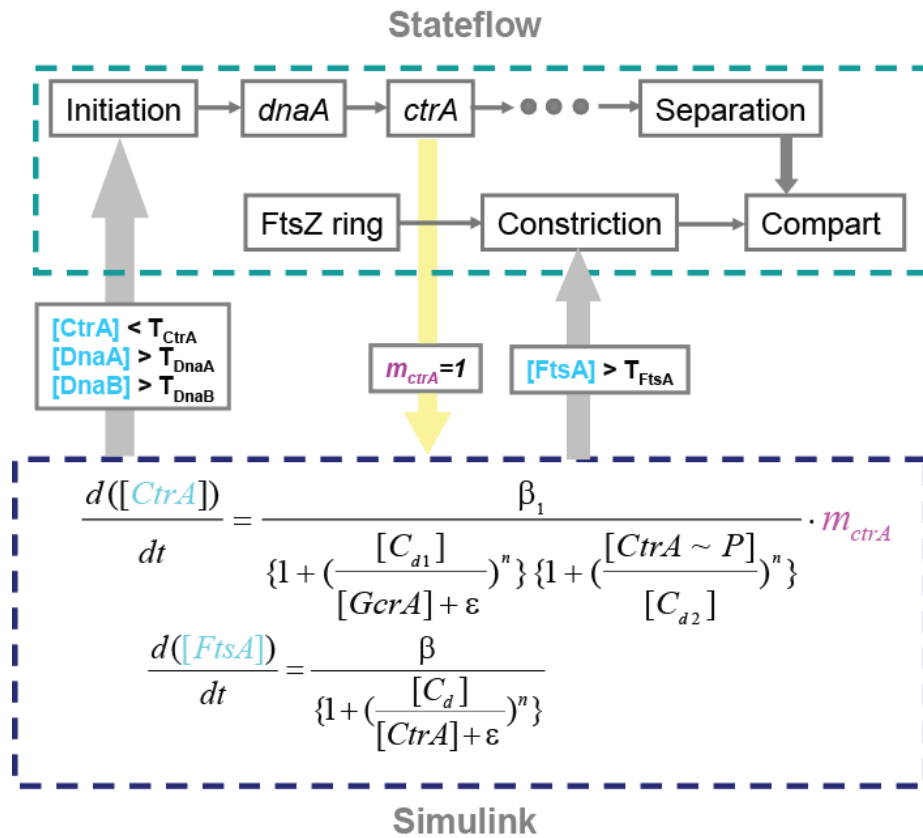 Stateflow
Initiation
dnaA
ctrA
Separation
FtsZ ring
Constriction
Compart
[CtrA] < T_CtrA
[DnaA] > T_DnaA
[DnaB] > T_DnaB
m_ctrA=1
[FtsA] > T_FtsA
d([CtrA])/dt = β_1/({1+([C_d1]/([GcrA]+ε))^n}{1+([CtrA ~ P]/[C_d2])^n}) · m_ctrA
d([FtsA])/dt = β/{1+([C_d]/([CtrA]+ε))^n}
Simulink